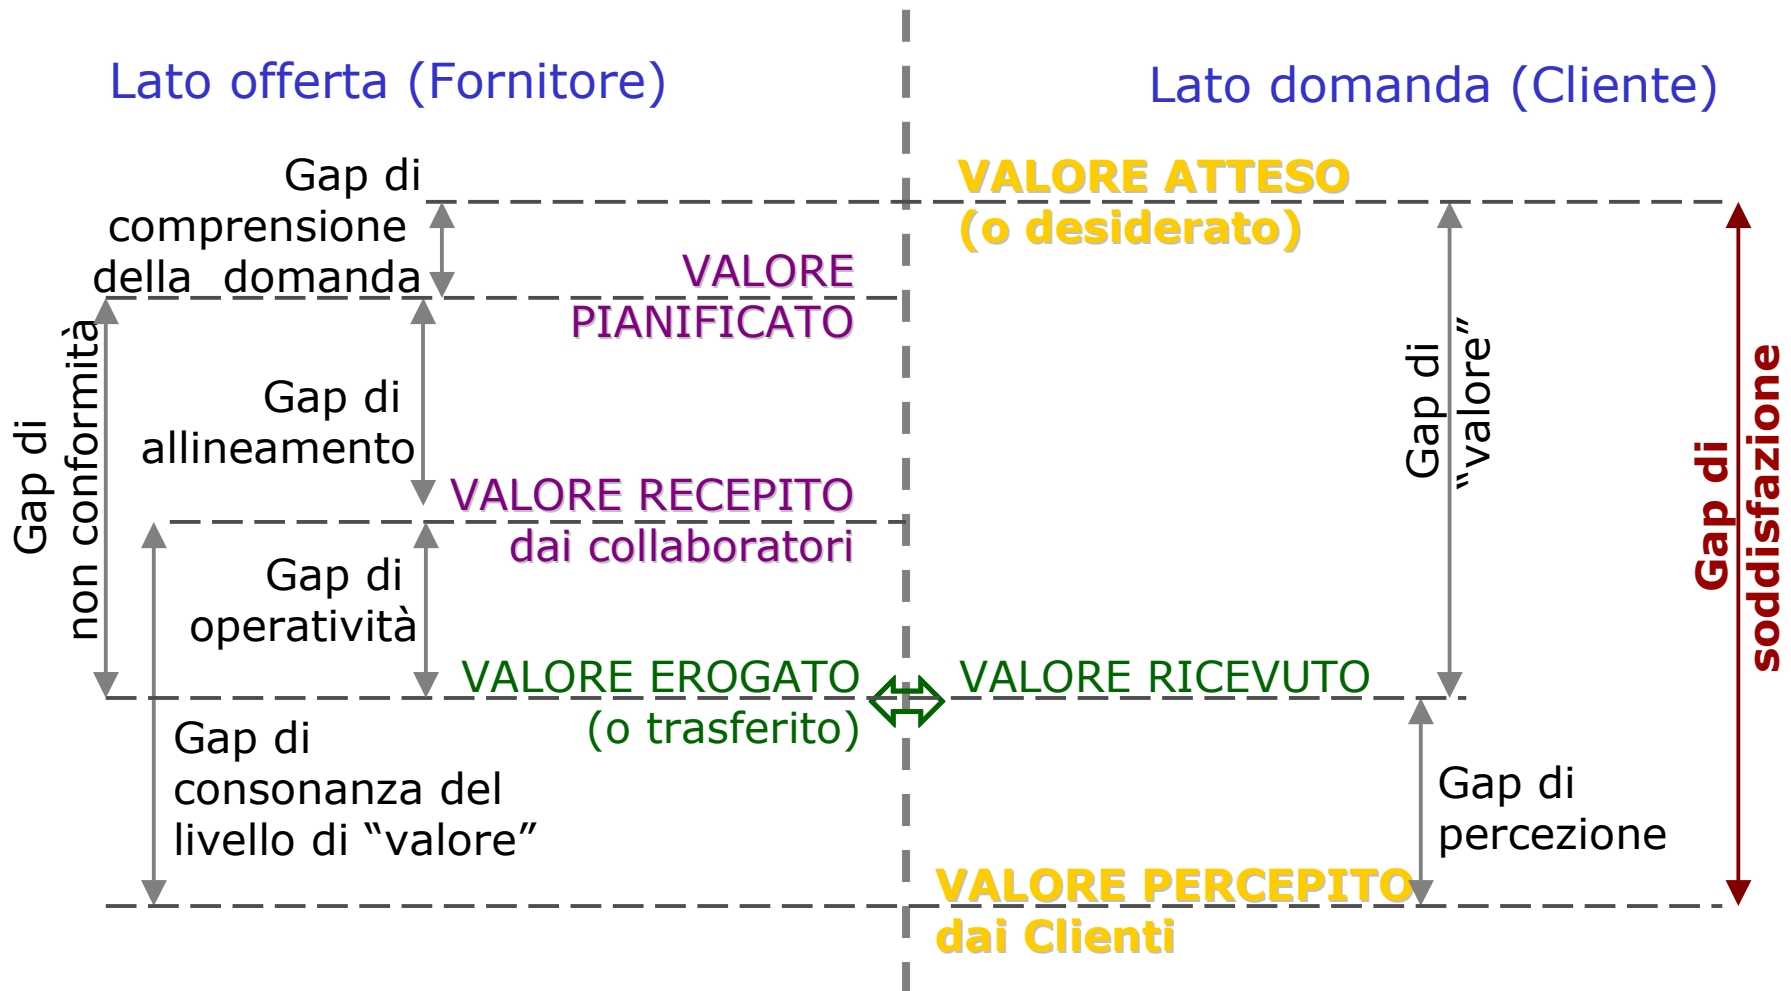 Lato offerta (Fornitore)
Lato domanda (Cliente)
Gap di
comprensione
della domanda
VALORE ATTESO
(o desiderato)
VALORE
PIANIFICATO
Gap di
non conformità
Gap di
allineamento
Gap di
“valore”
Gap di
soddisfazione
VALORE RECEPITO
dai collaboratori
Gap di
operatività
VALORE EROGATO
(o trasferito)
VALORE RICEVUTO
Gap di
consonanza del
livello di “valore”
Gap di
percezione
VALORE PERCEPITO
dai Clienti